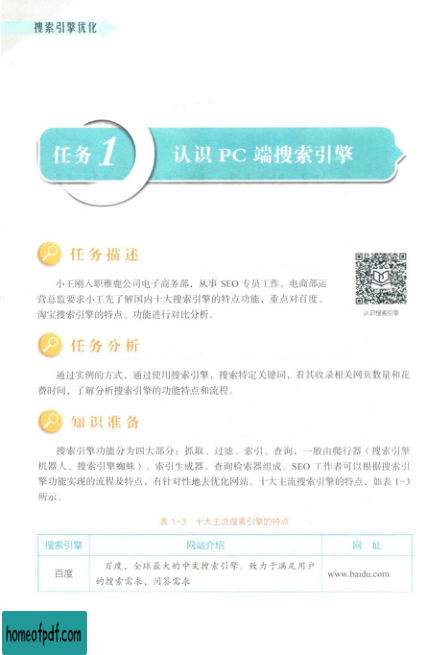 搜索引擎优化
任务1 认识 PC 端搜索引擎
任务描述
小王刚入职雅鹿公司电子商务部，从事 SEO 专员工作。电商部运
营总监要求小王先了解国内十大搜索引擎的特点功能，重点对百度、
淘宝搜索引擎的特点、功能进行对比分析。
认识搜索引擎
任务分析
通过实例的方式，通过使用搜索引擎，搜索特定关键词，看其收录相关网页数量和花
费时间，了解分析搜索引擎的功能特点和流程。
知识准备
搜索引擎功能分为四大部分：抓取、过滤、索引、查询，一般由爬行器（搜索引擎
机器人、搜索引擎蜘蛛）、索引生成器、查询检索器组成。SEO 工作者可以根据搜索引
擎功能实现的流程及特点，有针对性地去优化网站。十大主流搜索引擎的特点，如表 1-3
所示。
表 1-3 十大主流搜索引擎的特点
搜索引擎 网站介绍 网 址
百度，全球最大的中文搜索引擎。致力于满足用户
百度 www.baidu.com
的搜索需求，问答需求
homeofpdf.com